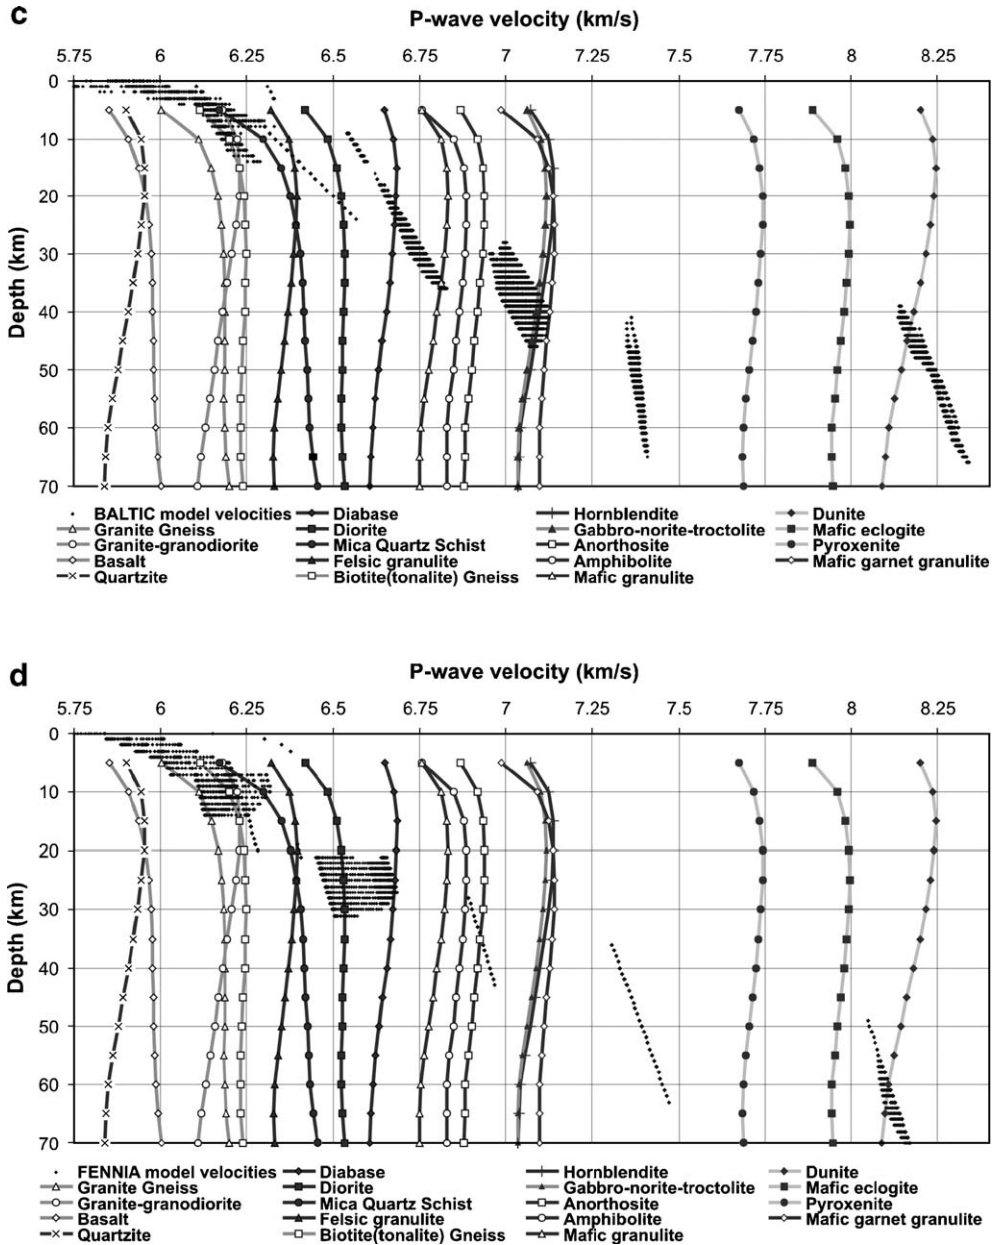 c
P-wave velocity (km/s)
5.75 6 6.25 6.5 6.75 7 7.25 7.5 7.75 8 8.25
0
10
20
30
40
50
60
70
Depth (km)
BALTIC model velocities Diabase Hornblendite Dunite
Granite Gneiss Diorite Gabbro-norite-troctolite Mafic eclogite
Granite-granodiorite Mica Quartz Schist Anorthosite Pyroxenite
Basalt Felsic granulite Amphibolite Mafic garnet granulite
Quartzite Biotite(tonalite) Gneiss Mafic granulite
d
P-wave velocity (km/s)
5.75 6 6.25 6.5 6.75 7 7.25 7.5 7.75 8 8.25
0
10
20
30
40
50
60
70
Depth (km)
FENNIA model velocities Diabase Hornblendite Dunite
Granite Gneiss Diorite Gabbro-norite-troctolite Mafic eclogite
Granite-granodiorite Mica Quartz Schist Anorthosite Pyroxenite
Basalt Felsic granulite Amphibolite Mafic garnet granulite
Quartzite Biotite(tonalite) Gneiss Mafic granulite